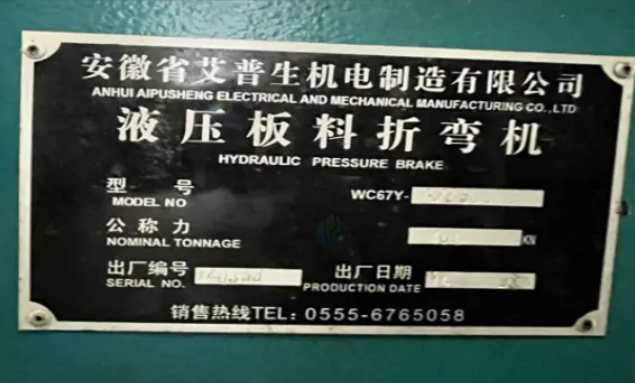 安徽省艾普生机电制造有限公司
ANHUI AIPUSHENG ELECTRICAL AND MECHANICAL MANUFACTURING CO.,LTD
液压板料折弯机
HYDRAULIC PRESSURE BRAKE
型 号 WC67Y-
MODEL NO
公称力
NOMINAL TONNAGE KN
出厂编号 出厂日期
SERIAL NO. PRODUCTION DATE
销售热线TEL: 0555-6765058